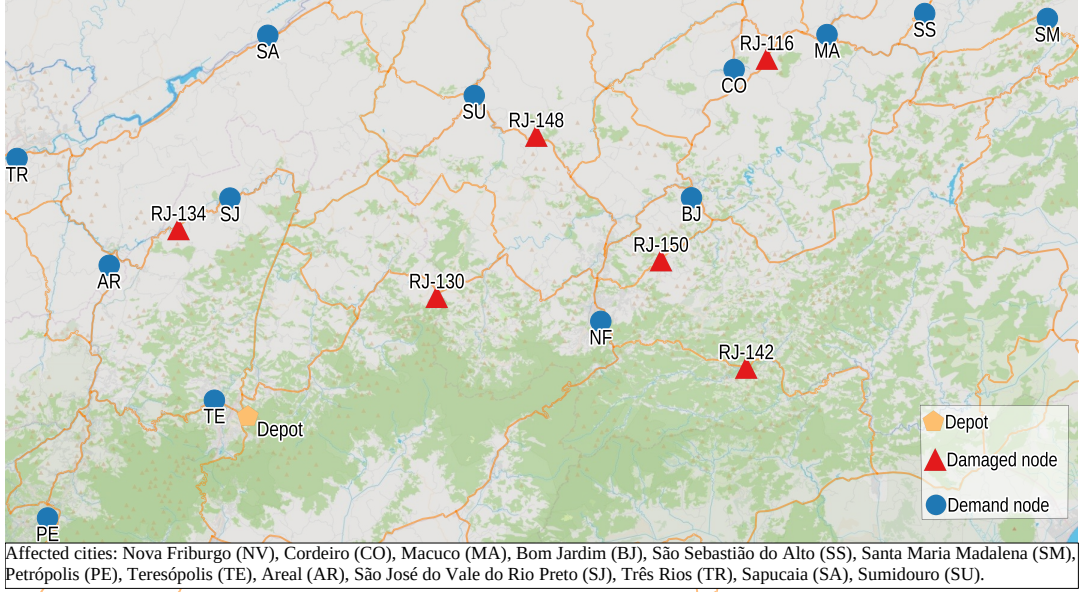 SS
SM
SA
RJ-116
MA
CO
SU
RJ-148
TR
RJ-134
SJ
BJ
RJ-150
AR
RJ-130
NF
RJ-142
TE
Depot
PE
Depot
Damaged node
Demand node
Affected cities: Nova Friburgo (NV), Cordeiro (CO), Macuco (MA), Bom Jardim (BJ), São Sebastião do Alto (SS), Santa Maria Madalena (SM),
Petrópolis (PE), Teresópolis (TE), Areal (AR), São José do Vale do Rio Preto (SJ), Três Rios (TR), Sapucaia (SA), Sumidouro (SU).